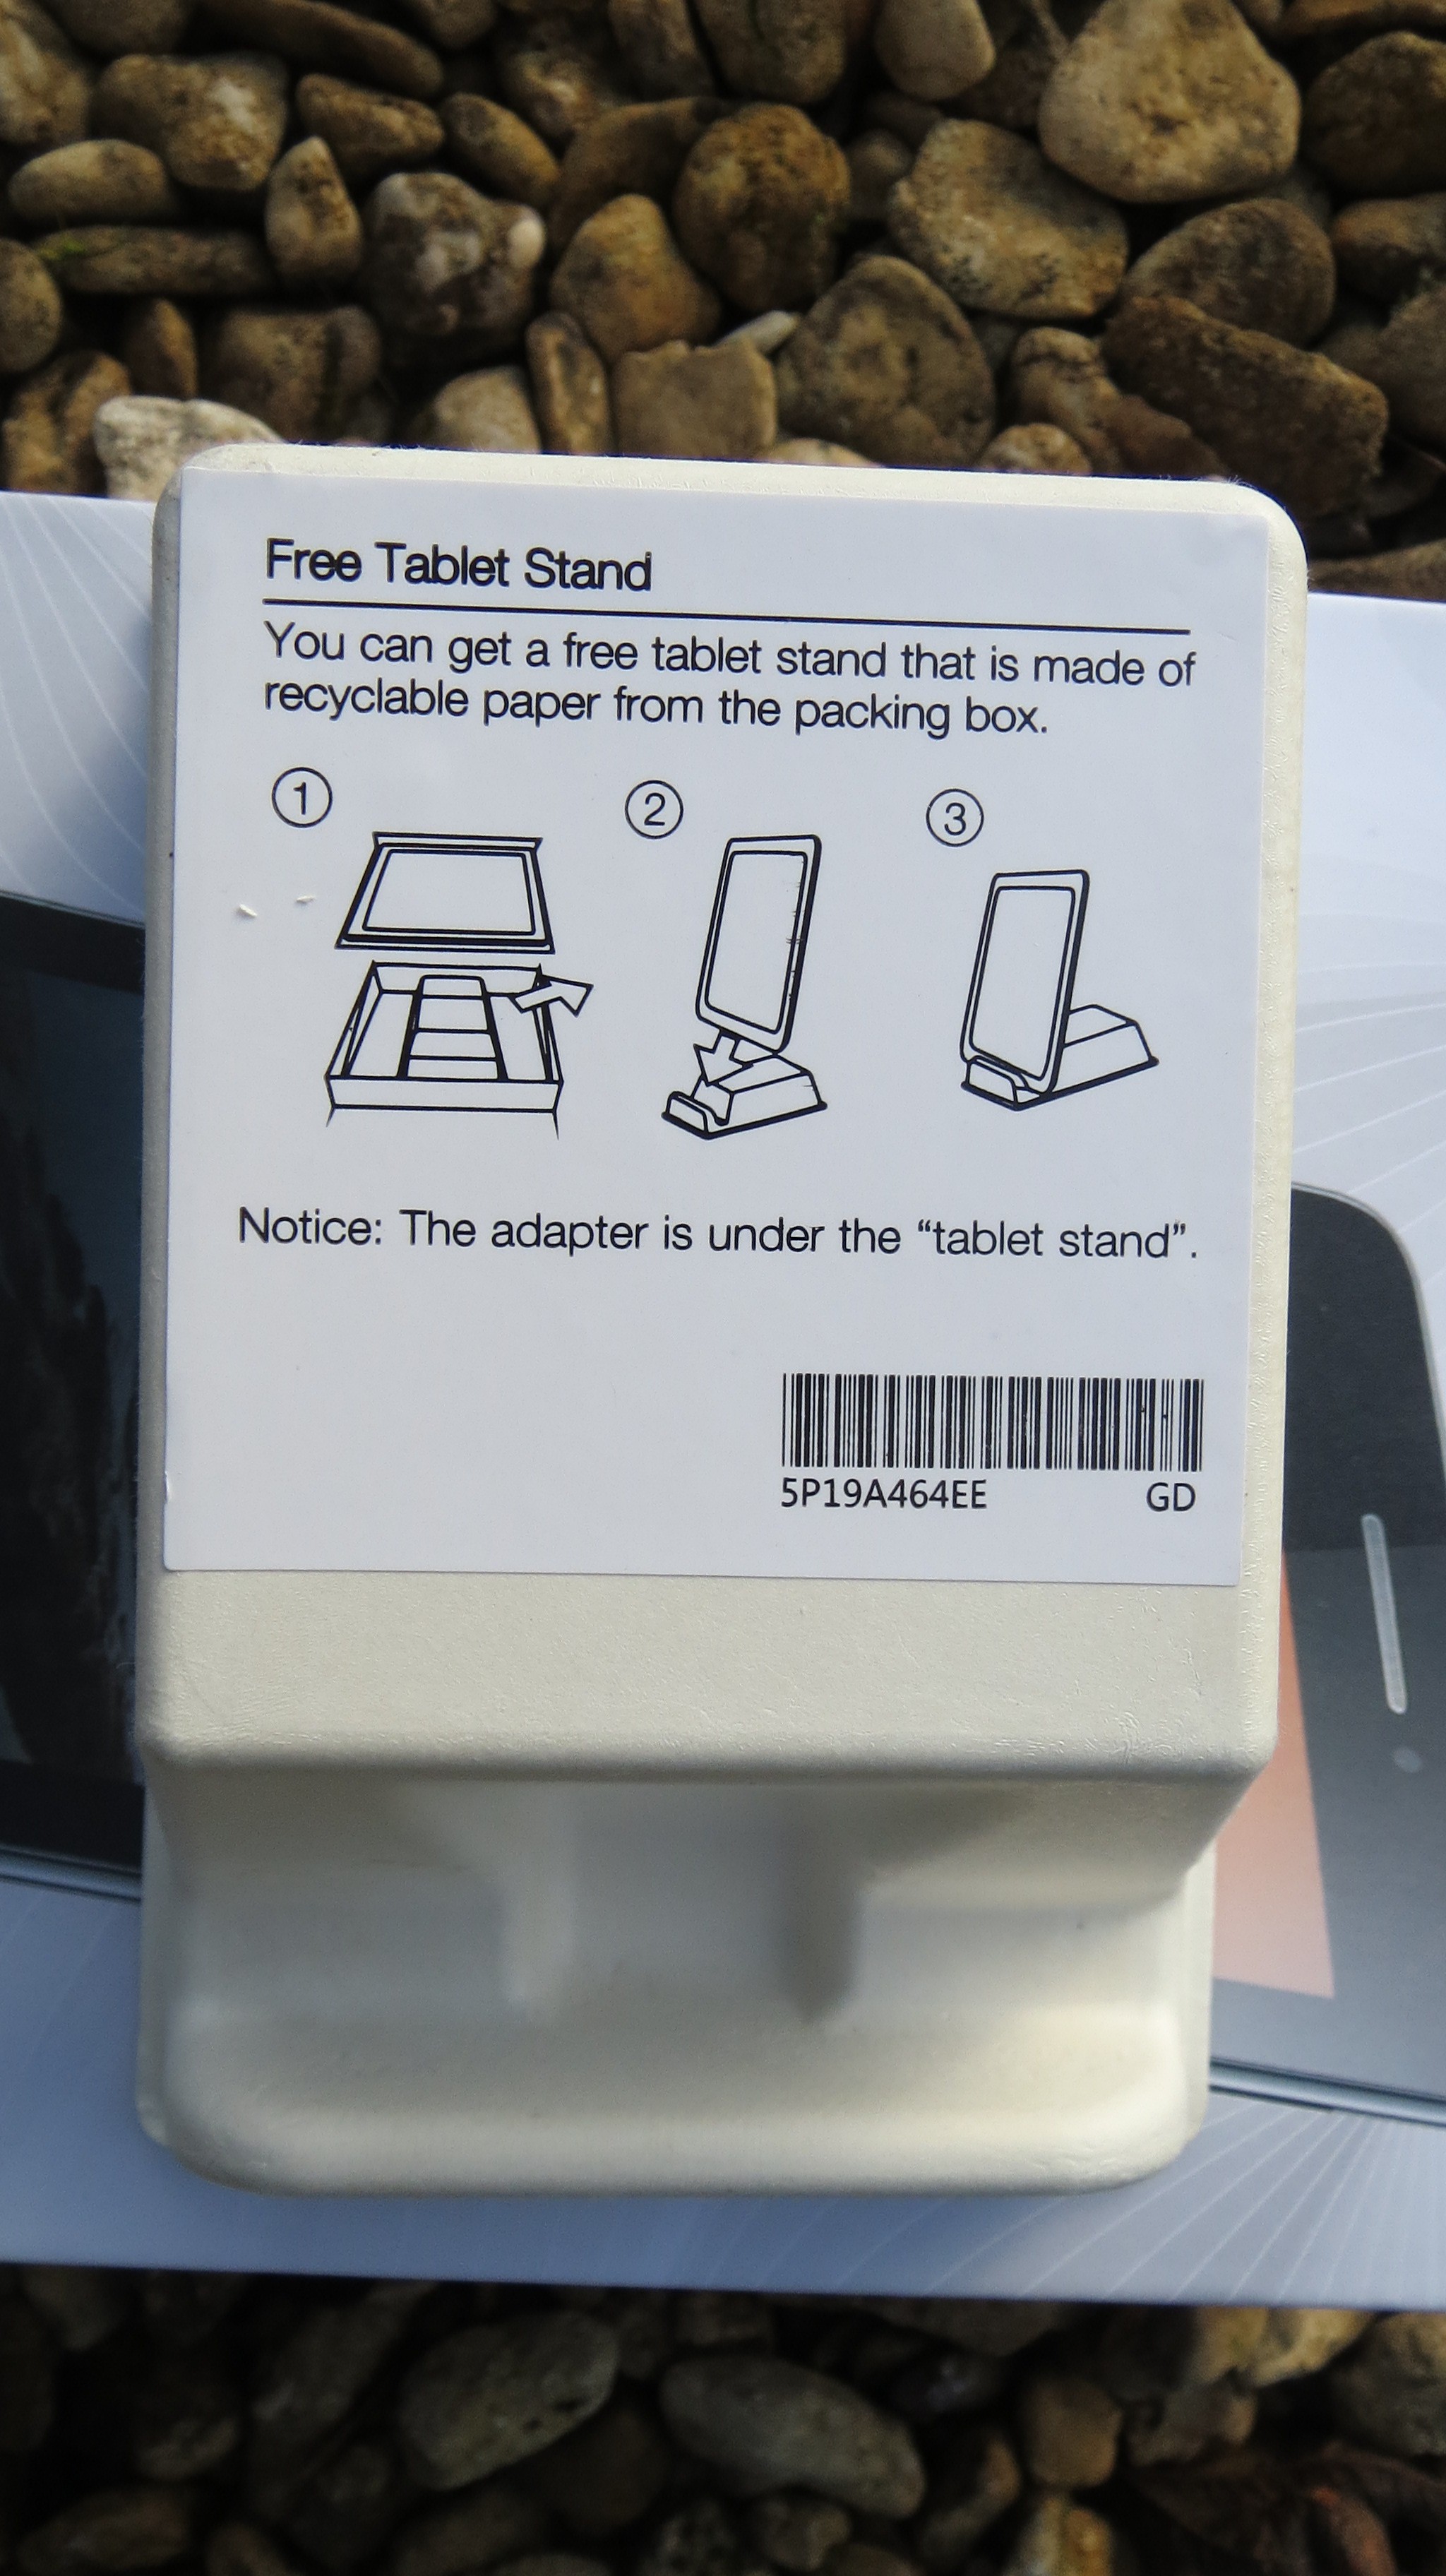 Free Tablet Stand
You can get a free tablet stand that is made of
recyclable paper from the packing box.
① ② ③
Notice: The adapter is under the “tablet stand”.
5P19A464EE GD